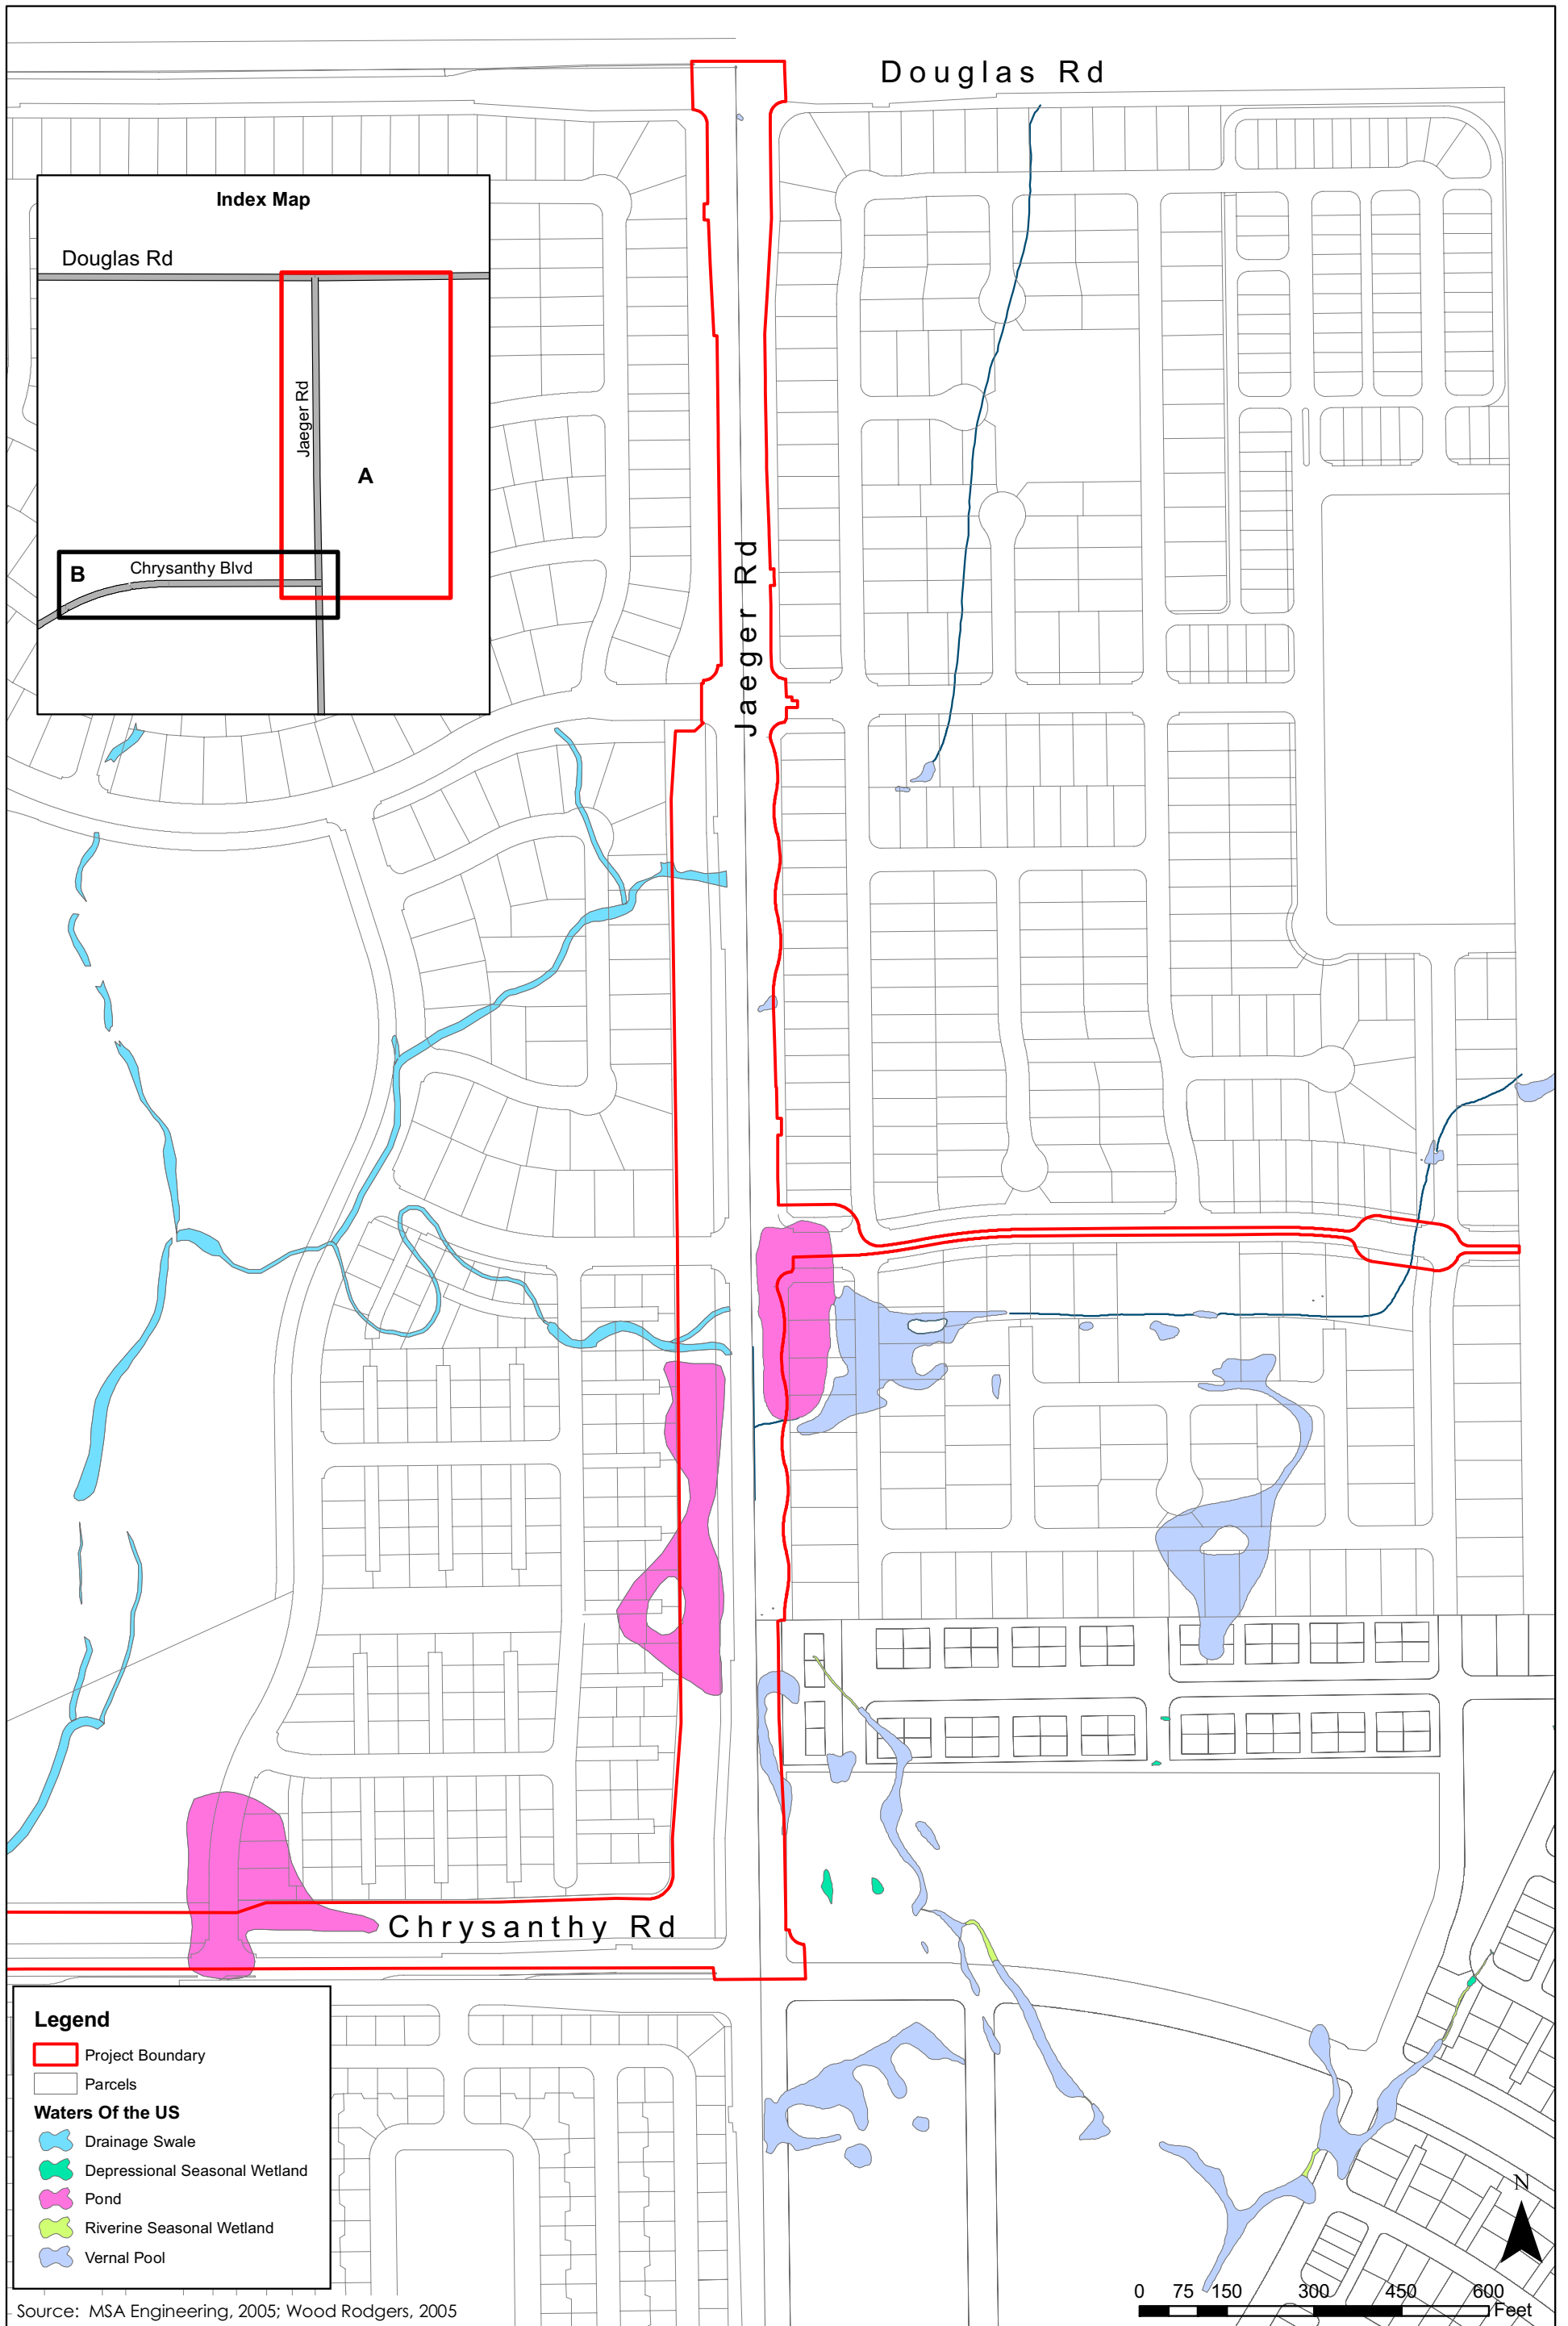 Douglas Rd
Index Map
Douglas Rd
Jaeger Rd
A
B
Chrysanthy Blvd
Jaeger Rd
Chrysanthy Rd
Legend
Project Boundary
Parcels
Waters Of the US
Drainage Swale
Depressional Seasonal Wetland
Pond
Riverine Seasonal Wetland
Vernal Pool
N
0 75 150 300 450 600
Feet
Source: MSA Engineering, 2005; Wood Rodgers, 2005